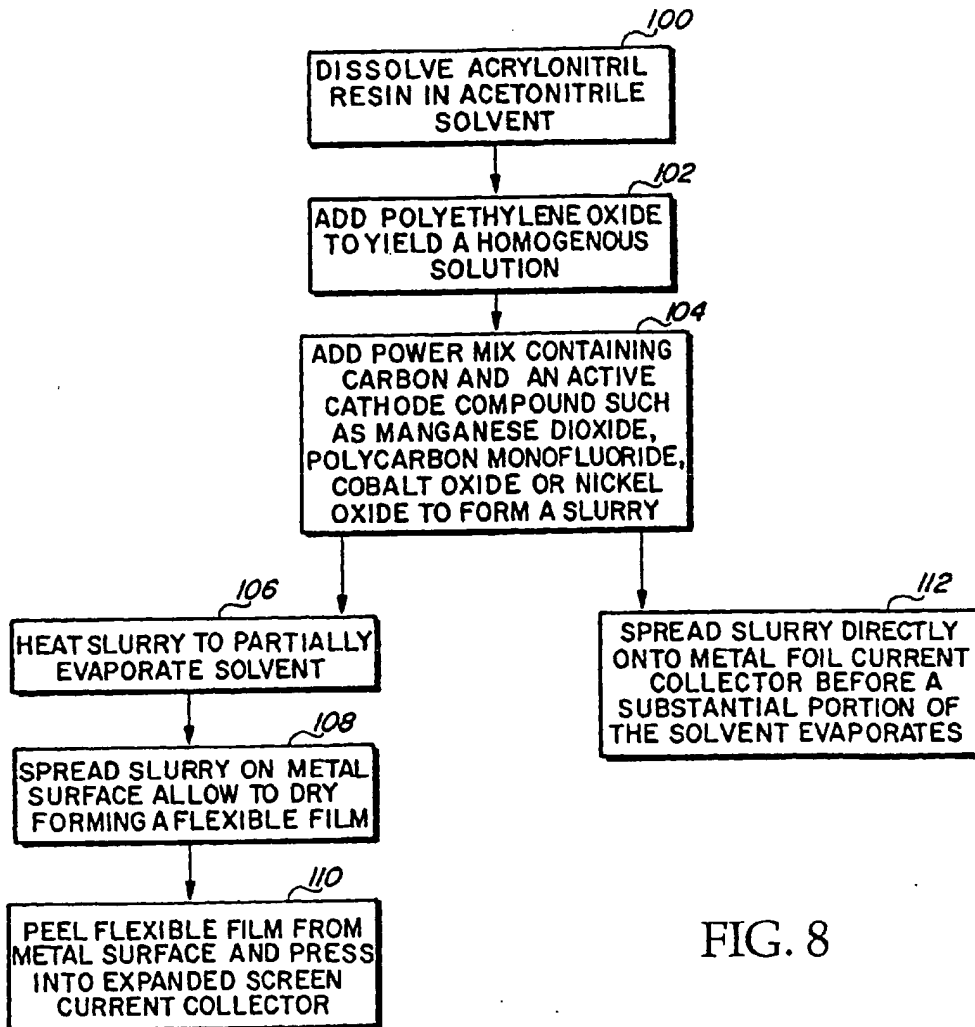 100
DISSOLVE ACRYLONITRIL
RESIN IN ACETONITRILE
SOLVENT
102
ADD POLYETHYLENE OXIDE
TO YIELD A HOMOGENOUS
SOLUTION
104
ADD POWER MIX CONTAINING
CARBON AND AN ACTIVE
CATHODE COMPOUND SUCH
AS MANGANESE DIOXIDE,
POLYCARBON MONOFLUORIDE,
COBALT OXIDE OR NICKEL
OXIDE TO FORM A SLURRY
106
HEAT SLURRY TO PARTIALLY
EVAPORATE SOLVENT
108
SPREAD SLURRY ON METAL
SURFACE ALLOW TO DRY
FORMING A FLEXIBLE FILM
110
PEEL FLEXIBLE FILM FROM
METAL SURFACE AND PRESS
INTO EXPANDED SCREEN
CURRENT COLLECTOR
112
SPREAD SLURRY DIRECTLY
ONTO METAL FOIL CURRENT
COLLECTOR BEFORE A
SUBSTANTIAL PORTION OF
THE SOLVENT EVAPORATES
FIG. 8